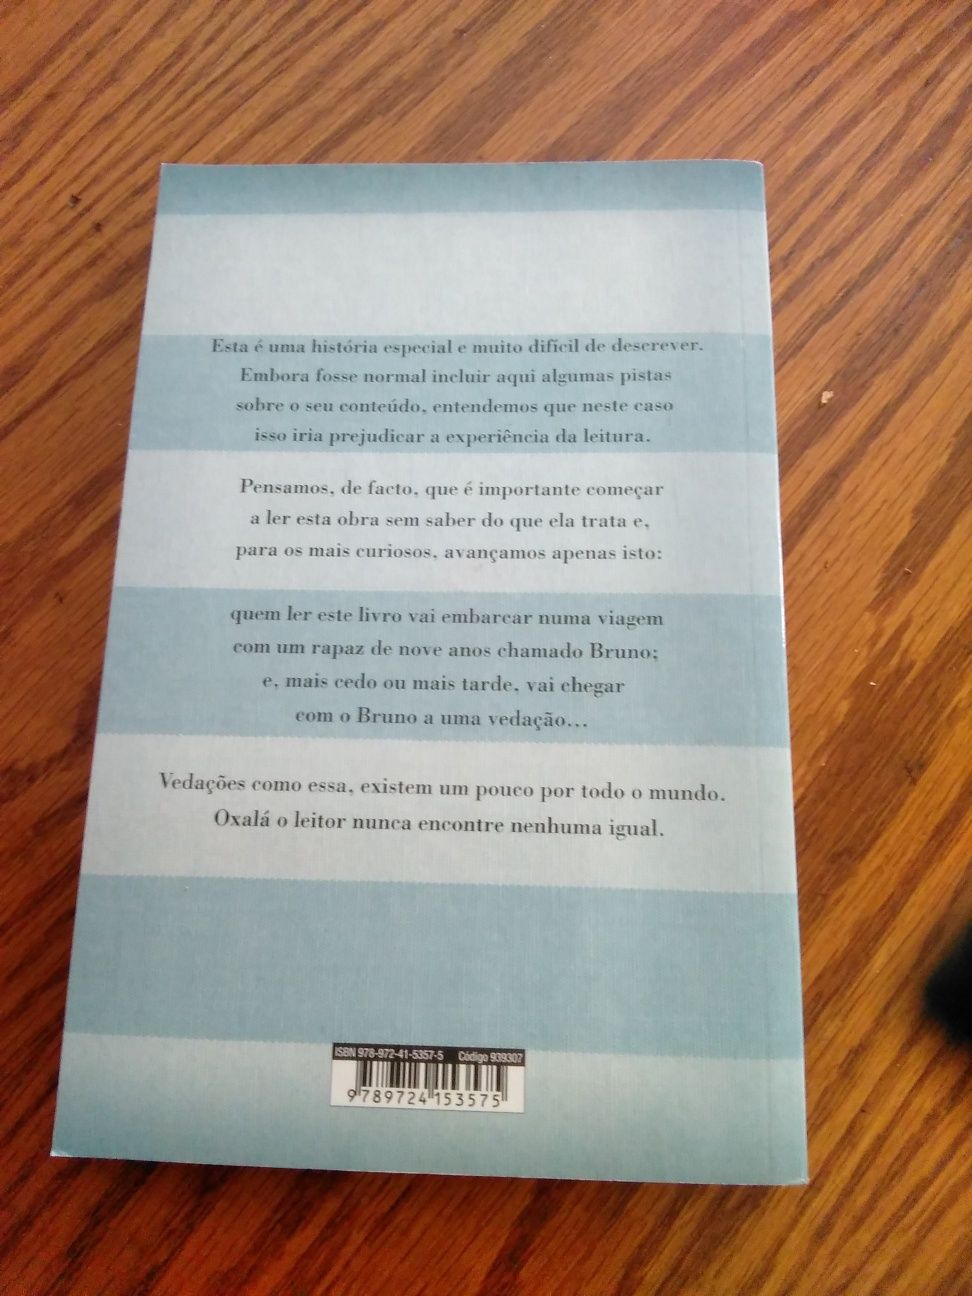 Esta é uma história especial e muito difícil de descrever.
Embora fosse normal incluir aqui algumas pistas
sobre o seu conteúdo, entendemos que neste caso
isso iria prejudicar a experiência da leitura.
Pensamos, de facto, que é importante começar
a ler esta obra sem saber do que ela trata e,
para os mais curiosos, avançamos apenas isto:
quem ler este livro vai embarcar numa viagem
com um rapaz de nove anos chamado Bruno;
e, mais cedo ou mais tarde, vai chegar
com o Bruno a uma vedação...
Vedações como essa, existem um pouco por todo o mundo.
Oxalá o leitor nunca encontre nenhuma igual.
ISBN 978-972-41-5357-5 Código 939307
9 789724 153575